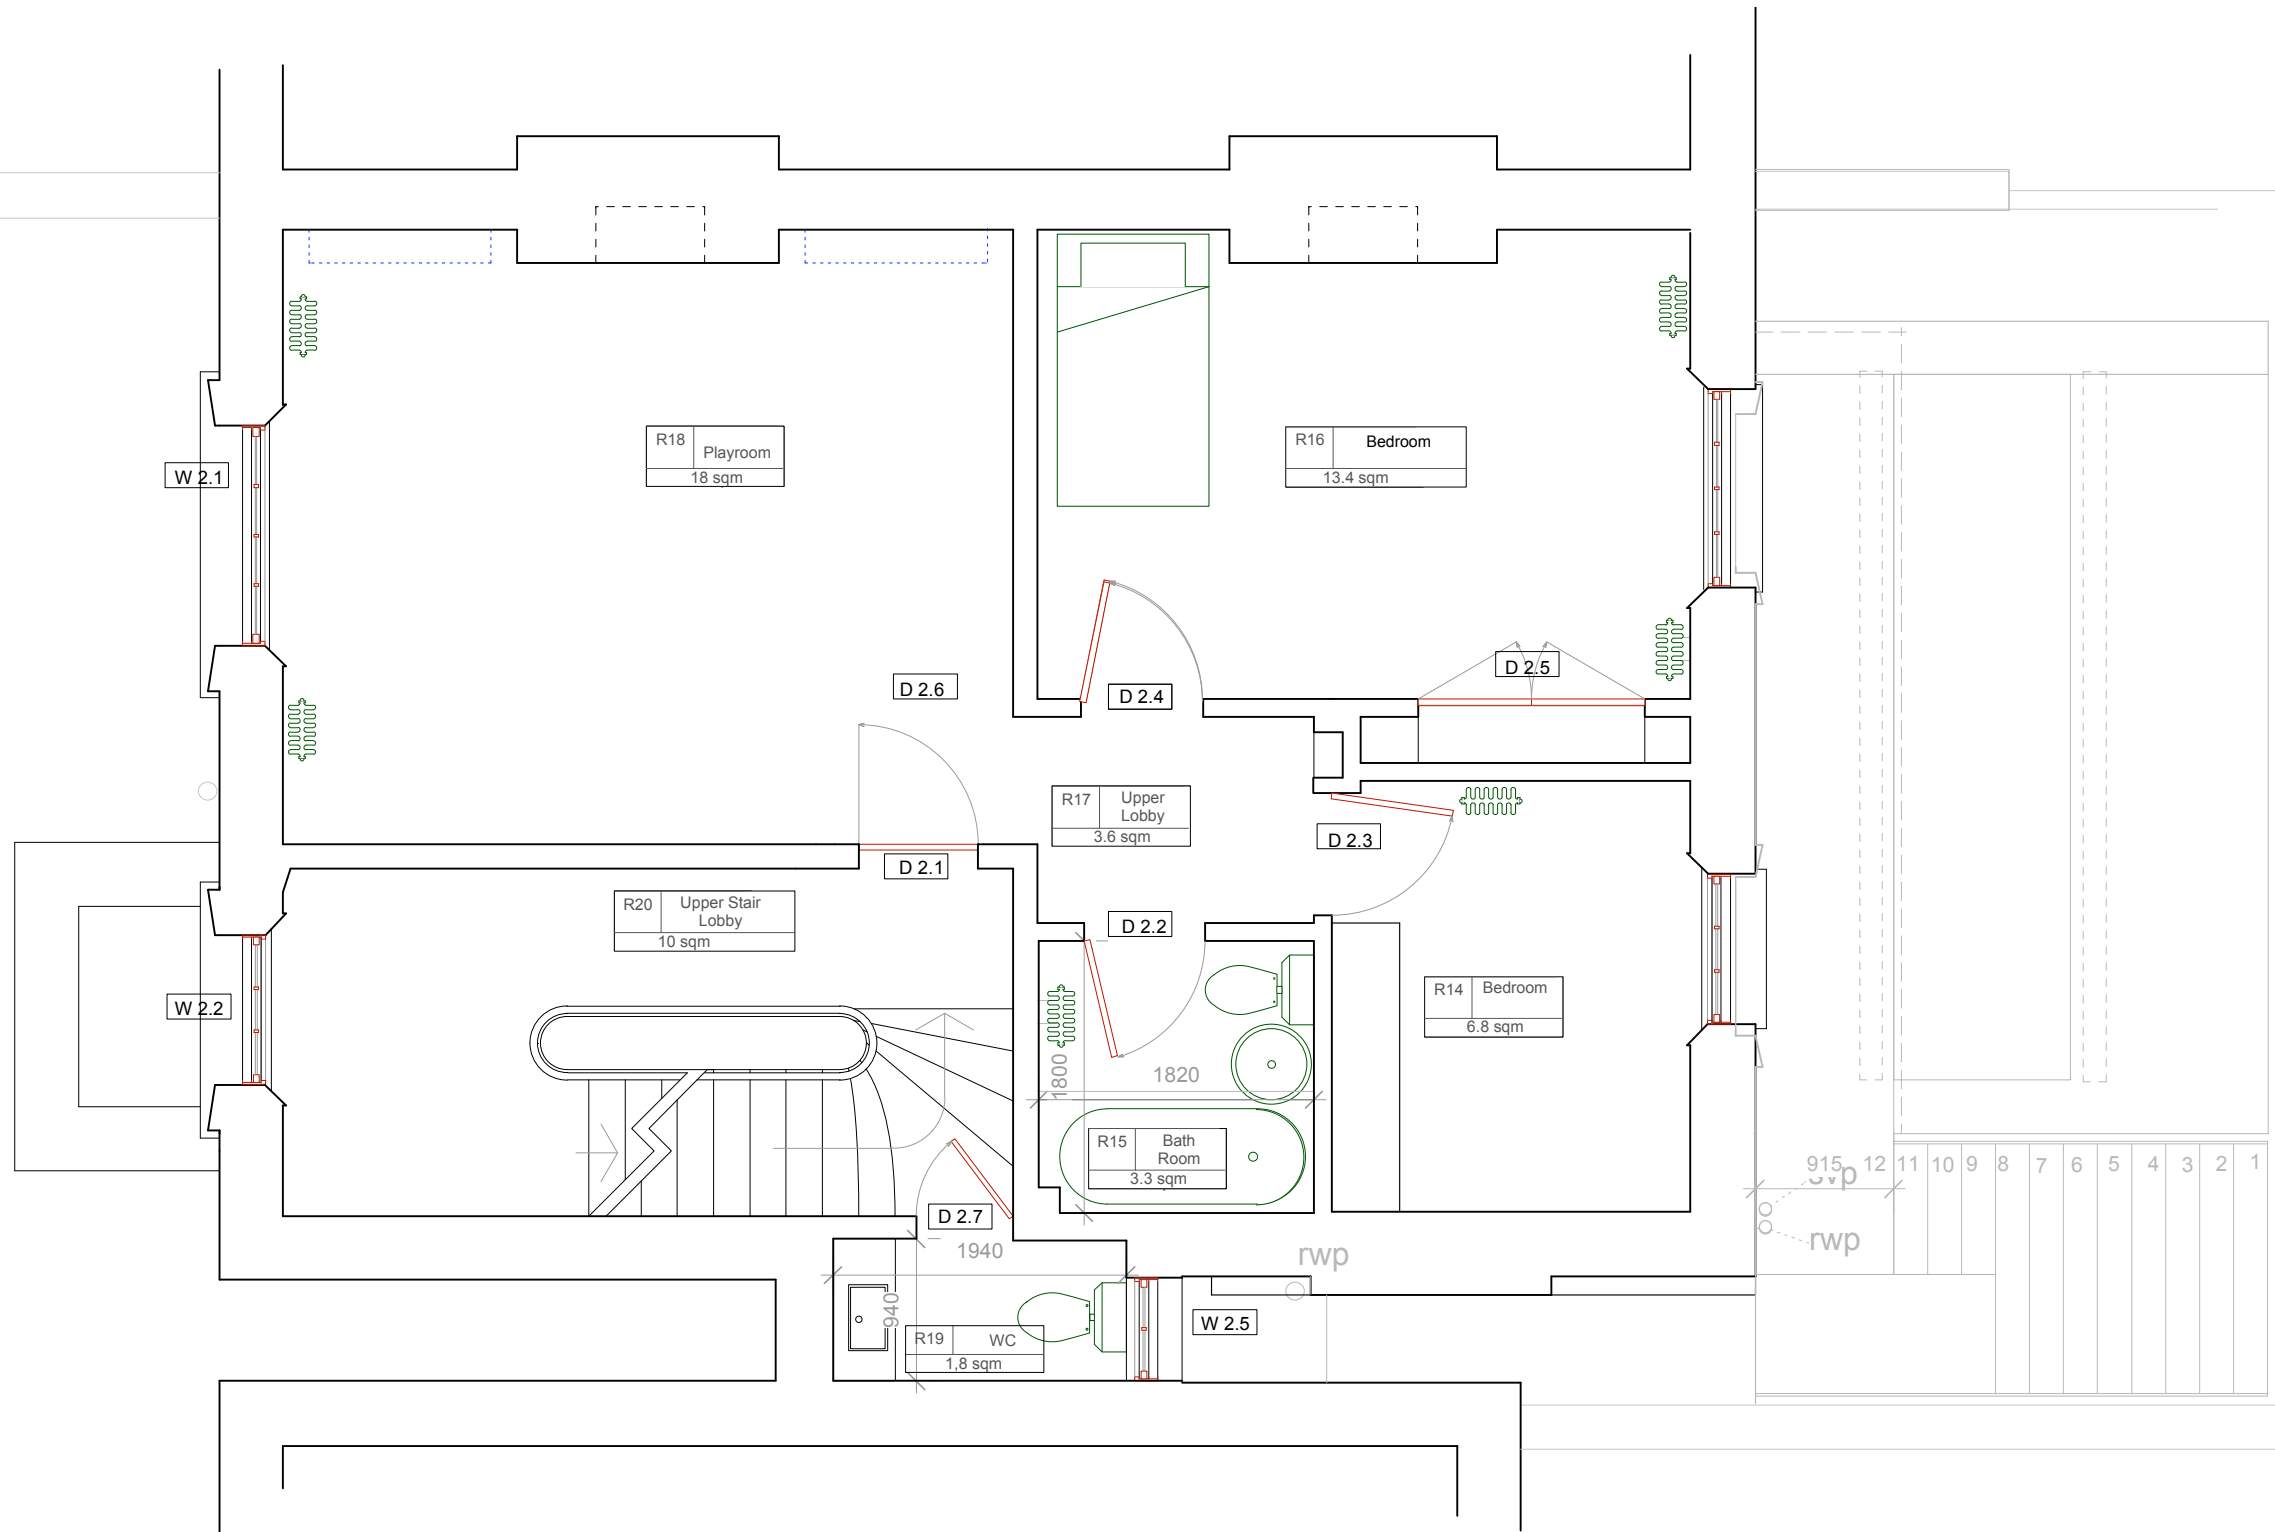 R18
Playroom
18 sqm
R16
Bedroom
13.4 sqm
W 2.1
D 2.5
D 2.6
D 2.4
R17
Upper
Lobby
3.6 sqm
D 2.3
D 2.1
R20
Upper Stair
Lobby
10 sqm
D 2.2
W 2.2
R14
Bedroom
6.8 sqm
1800
1820
R15
Bath
Room
3.3 sqm
915 12 11 10 9 8 7 6 5 4 3 2 1
svp
D 2.7
1940
rwp
rwp
940
W 2.5
R19
WC
1,8 sqm